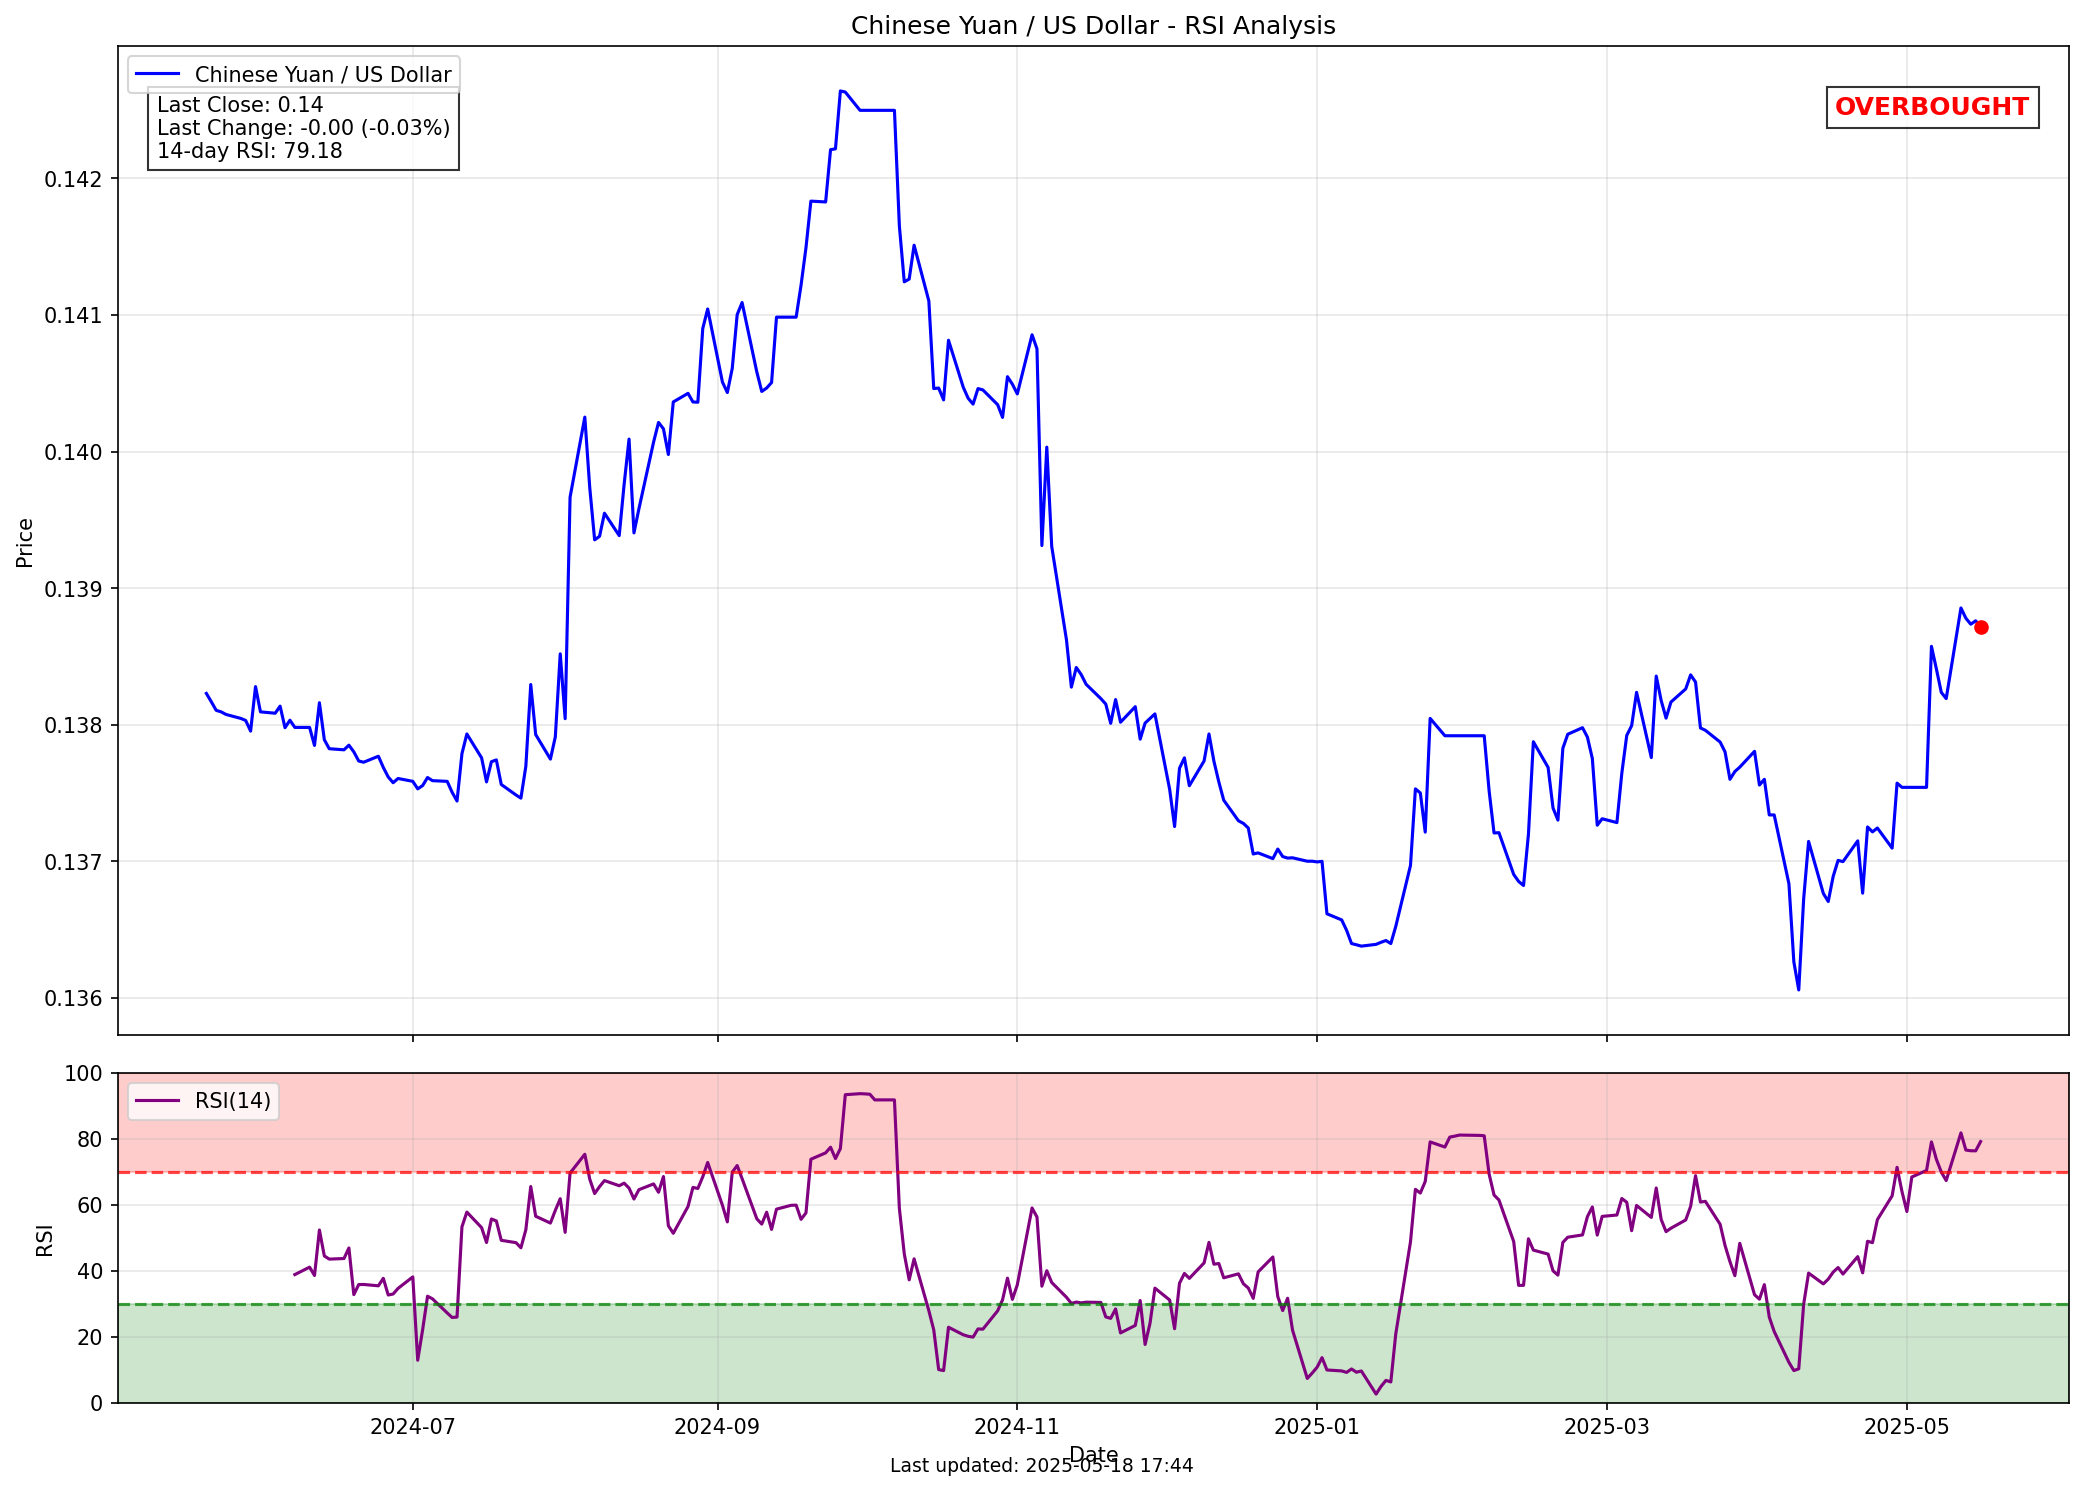 Chinese Yuan / US Dollar - RSI Analysis
Chinese Yuan / US Dollar
Last Close: 0.14
Last Change: -0.00 (-0.03%)
14-day RSI: 79.18
OVERBOUGHT
Price
0.142
0.141
0.140
0.139
0.138
0.137
0.136
RSI(14)
RSI
100
80
60
40
20
0
2024-07
2024-09
2024-11
2025-01
2025-03
2025-05
Date
Last updated: 2025-05-18 17:44